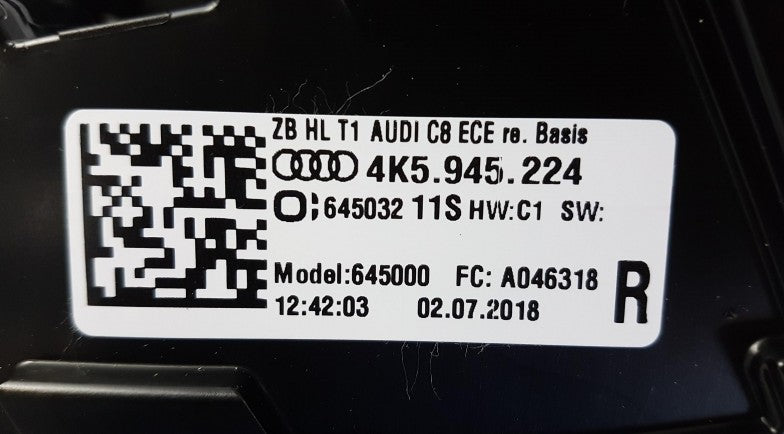 ZB HL T1 AUDI C8 ECE re. Basis
4K5.945.224
645032 11S HW:C1 SW:
Model:645000 FC: A046318
12:42:03 02.07.2018
R